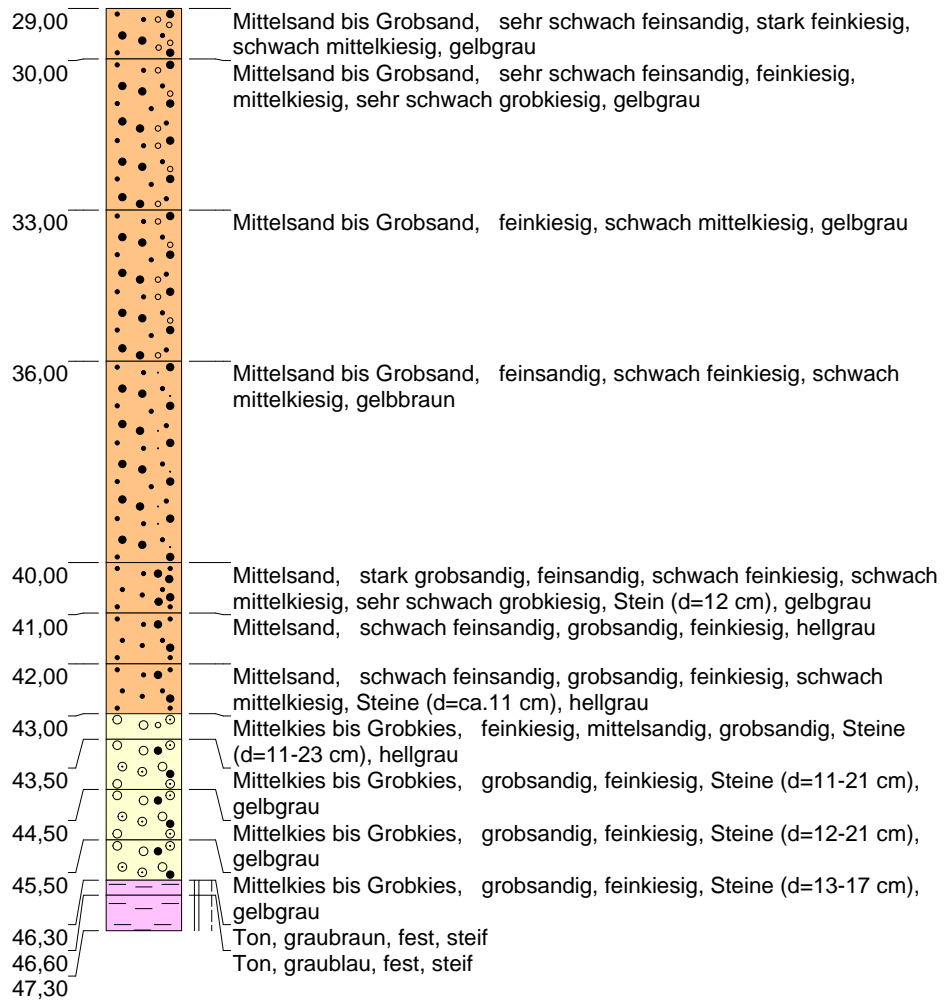 29,00 Mittelsand bis Grobsand, sehr schwach feinsandig, stark feinkiesig,
schwach mittelkiesig, gelbgrau
30,00 Mittelsand bis Grobsand, sehr schwach feinsandig, feinkiesig,
mittelkiesig, sehr schwach grobkiesig, gelbgrau
33,00 Mittelsand bis Grobsand, feinkiesig, schwach mittelkiesig, gelbgrau
36,00 Mittelsand bis Grobsand, feinsandig, schwach feinkiesig, schwach
mittelkiesig, gelbbraun
40,00 Mittelsand, stark grobsandig, feinsandig, schwach feinkiesig, schwach
mittelkiesig, sehr schwach grobkiesig, Stein (d=12 cm), gelbgrau
41,00 Mittelsand, schwach feinsandig, grobsandig, feinkiesig, hellgrau
42,00 Mittelsand, schwach feinsandig, grobsandig, feinkiesig, schwach
mittelkiesig, Steine (d=ca.11 cm), hellgrau
43,00 Mittelkies bis Grobkies, feinkiesig, mittelsandig, grobsandig, Steine
(d=11-23 cm), hellgrau
43,50 Mittelkies bis Grobkies, grobsandig, feinkiesig, Steine (d=11-21 cm),
gelbgrau
44,50 Mittelkies bis Grobkies, grobsandig, feinkiesig, Steine (d=12-21 cm),
gelbgrau
45,50 Mittelkies bis Grobkies, grobsandig, feinkiesig, Steine (d=13-17 cm),
gelbgrau
46,30 Ton, graubraun, fest, steif
46,60 Ton, graublau, fest, steif
47,30